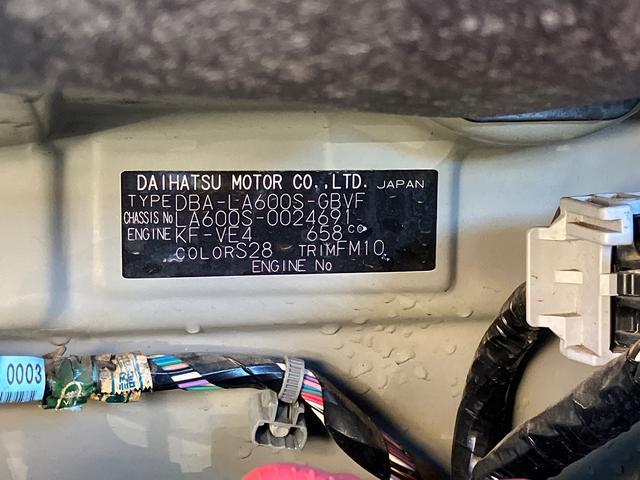 DAIHATSU MOTOR CO.,LTD. JAPAN
TYPE DBA-LA600S-GBVF
CHASSIS No LA600S-0024691
ENGINE KF-VE4 658cc
COLOR S28 TRIM FM10
ENGINE No
0003